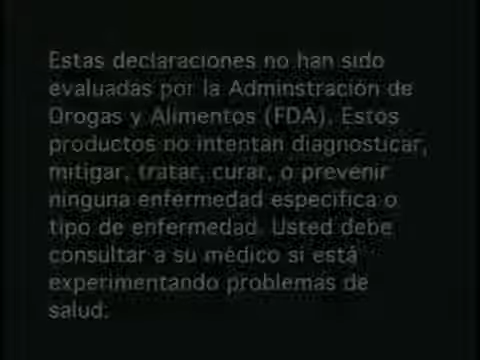 Estas declaraciones no han sido
evaluadas por la Adminstración de
Drogas y Alimentos (FDA). Estos
productos no intentan diagnosticar,
mitigar, tratar, curar, o prevenir
ninguna enfermedad especifica o
tipo de enfermedad. Usted debe
consultar a su médico si está
experimentando problemas de
salud.